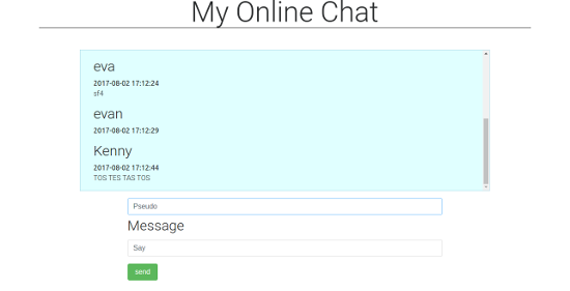 My Online Chat
eva
2017-08-02 17:12:24
sf4
evan
2017-08-02 17:12:29
Kenny
2017-08-02 17:12:44
TOS TES TAS TOS
Pseudo
Message
Say
send